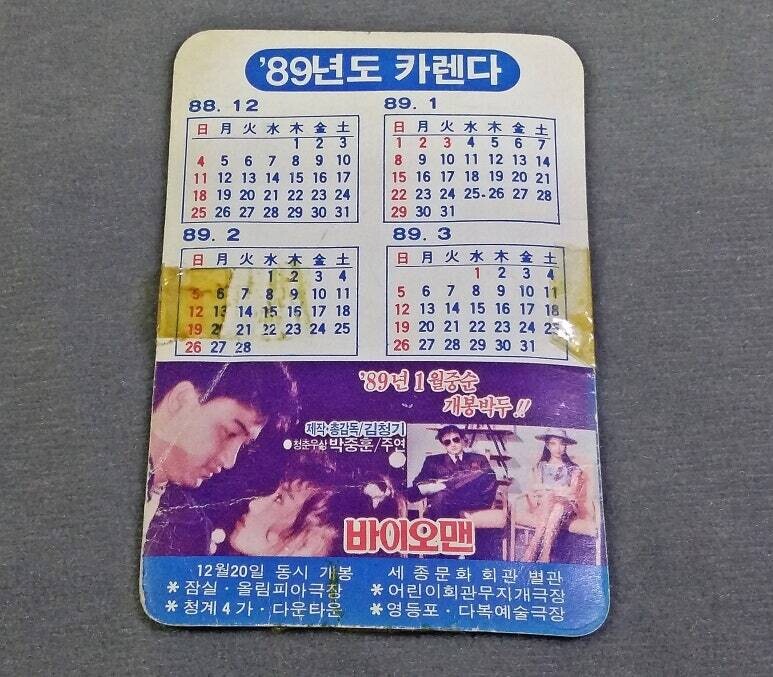 '89년도 카렌다
88. 12
日 月 火 水 木 金 土
1 2 3
4 5 6 7 8 9 10
11 12 13 14 15 16 17
18 19 20 21 22 23 24
25 26 27 28 29 30 31
89. 1
日 月 火 水 木 金 土
1 2 3 4 5 6 7
8 9 10 11 12 13 14
15 16 17 18 19 20 21
22 23 24 25·26 27 28
29 30 31
89. 2
日 月 火 水 木 金 土
1 2 3 4
5 6 7 8 9 10 11
12 13 14 15 16 17 18
19 20 21 22 23 24 25
26 27 28
89. 3
日 月 火 水 木 金 土
1 2 3 4
5 6 7 8 9 10 11
12 13 14 15 16 17 18
19 20 21 22 23 24 25
26 27 28 29 30 31
'89년 1월중순
개봉박두!!
제작·총감독/김청기
●청춘우상 박중훈/주연
바이오맨
12월20일 동시 개봉
* 잠실·올림피아극장
* 청계4가·다운타운
세종문화 회관 별관
* 어린이회관무지개극장
* 영등포·다복예술극장